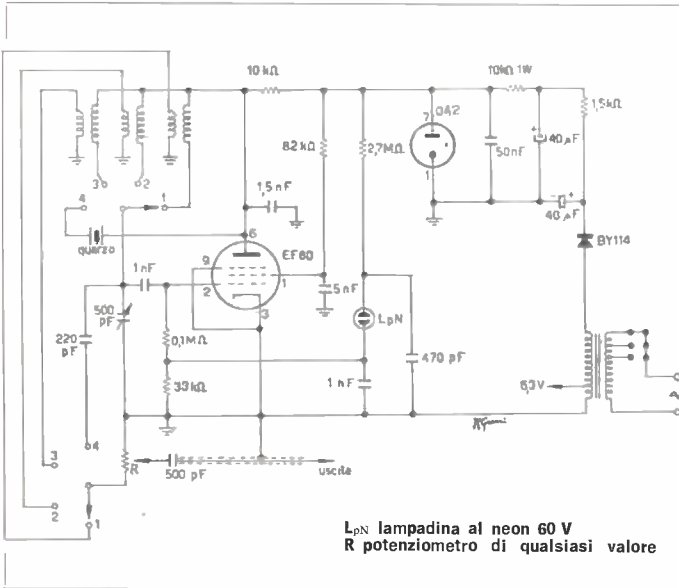 10 kΩ
10kΩ 1W
7
OA2
1,5kΩ
82 kΩ
2,7MΩ
50nF
+
40 µF
1
- +
40 µF
3
2
4
1
1,5 nF
quarzo
6
EF80
BY114
9
1
2
3
1nF
500
pF
5nF
LpN
220
pF
0,1MΩ
470 pF
33kΩ
1 nF
6,3V
4
3
R
500 pF
uscita
2
1
LpN lampadina al neon 60 V
R potenziometro di qualsiasi valore